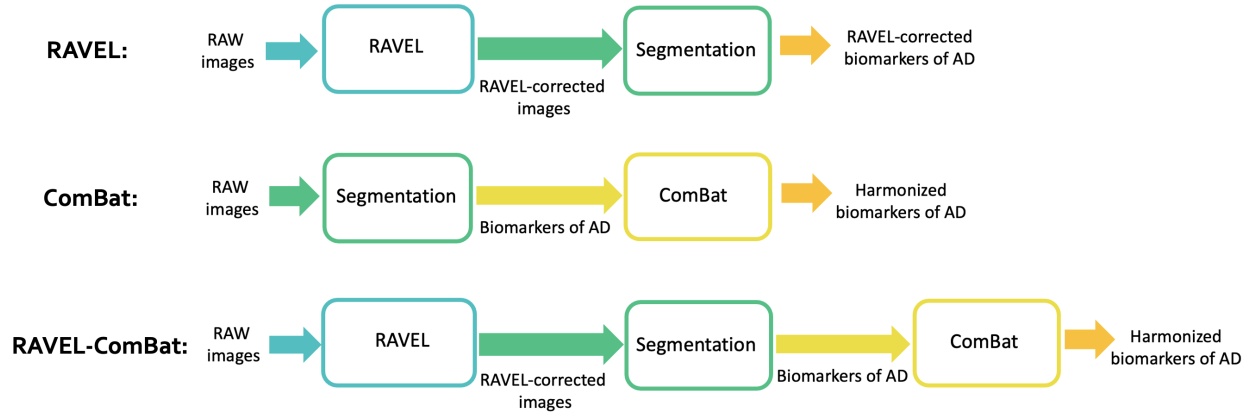 RAVEL:
RAW
images
RAVEL
RAVEL-corrected
images
Segmentation
RAVEL-corrected
biomarkers of AD
ComBat:
RAW
images
Segmentation
Biomarkers of AD
ComBat
Harmonized
biomarkers of AD
RAVEL-ComBat:
RAW
images
RAVEL
RAVEL-corrected
images
Segmentation
Biomarkers of AD
ComBat
Harmonized
biomarkers of AD